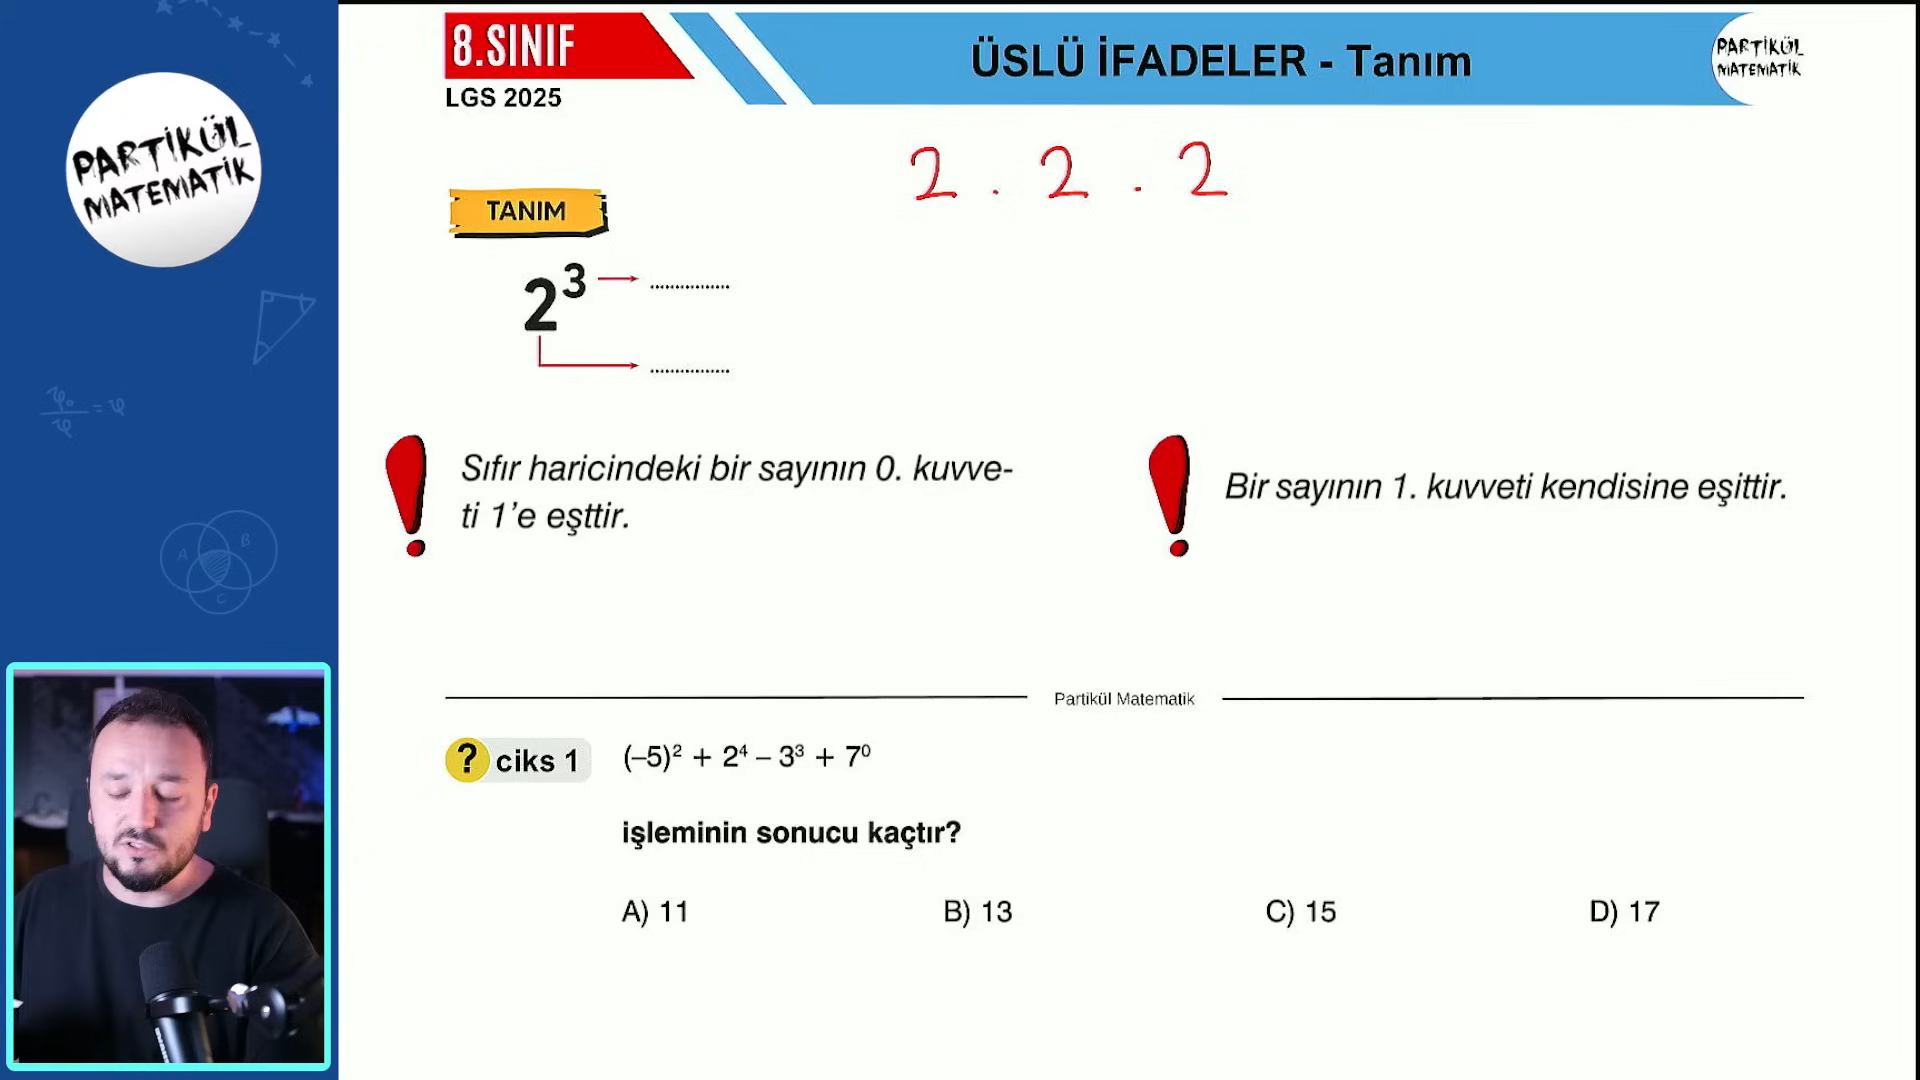 PARTİKÜL
MATEMATİK
8.SINIF
LGS 2025
ÜSLÜ İFADELER - Tanım
PARTİKÜL
MATEMATİK
2 . 2 . 2
TANIM
2³ → ................
→ ................
Sıfır haricindeki bir sayının 0. kuvve-
ti 1’e eşttir.
Bir sayının 1. kuvveti kendisine eşittir.
Partikül Matematik
? ciks 1
(–5)² + 2⁴ – 3³ + 7⁰
işleminin sonucu kaçtır?
A) 11 B) 13 C) 15 D) 17
A B
C